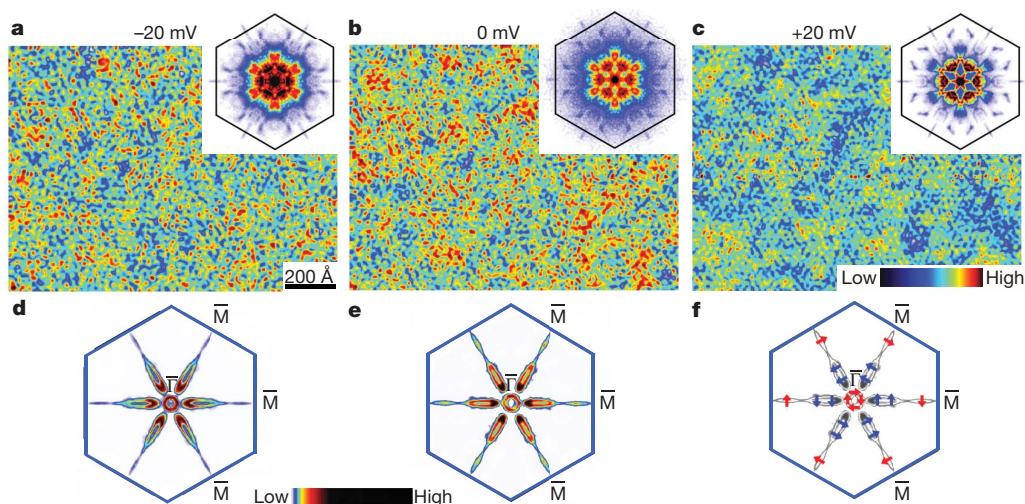 a –20 mV b 0 mV c +20 mV
200 Å Low High
d M̅ e M̅ f M̅
Γ̅ M̅ Γ̅ M̅ Γ̅ M̅
M̅ M̅ M̅
Low High